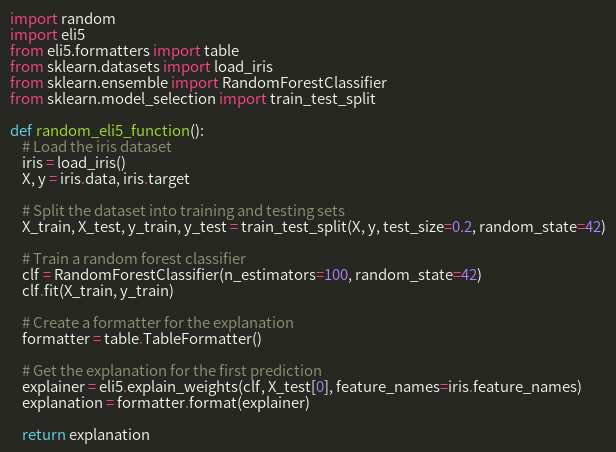 import random
import eli5
from eli5.formatters import table
from sklearn.datasets import load_iris
from sklearn.ensemble import RandomForestClassifier
from sklearn.model_selection import train_test_split

def random_eli5_function():
    # Load the iris dataset
    iris = load_iris()
    X, y = iris.data, iris.target

    # Split the dataset into training and testing sets
    X_train, X_test, y_train, y_test = train_test_split(X, y, test_size=0.2, random_state=42)

    # Train a random forest classifier
    clf = RandomForestClassifier(n_estimators=100, random_state=42)
    clf.fit(X_train, y_train)

    # Create a formatter for the explanation
    formatter = table.TableFormatter()

    # Get the explanation for the first prediction
    explainer = eli5.explain_weights(clf, X_test[0], feature_names=iris.feature_names)
    explanation = formatter.format(explainer)

    return explanation